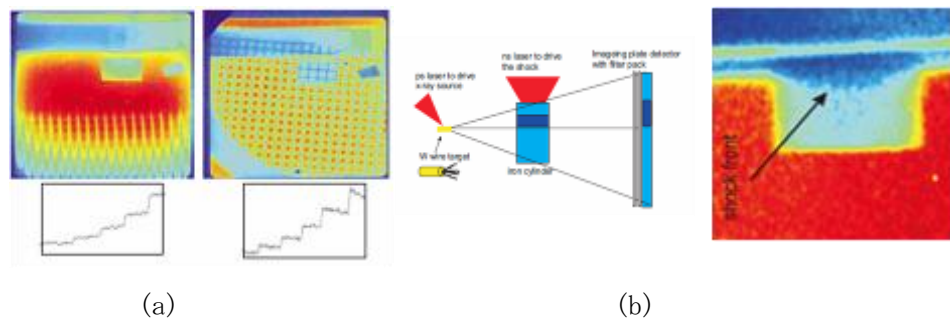 ps laser to drive
x-ray source
ns laser to drive
the shock
Imagaing plate detector
with filter pack
W wire target
iron cylinder
shock front
(a)
(b)